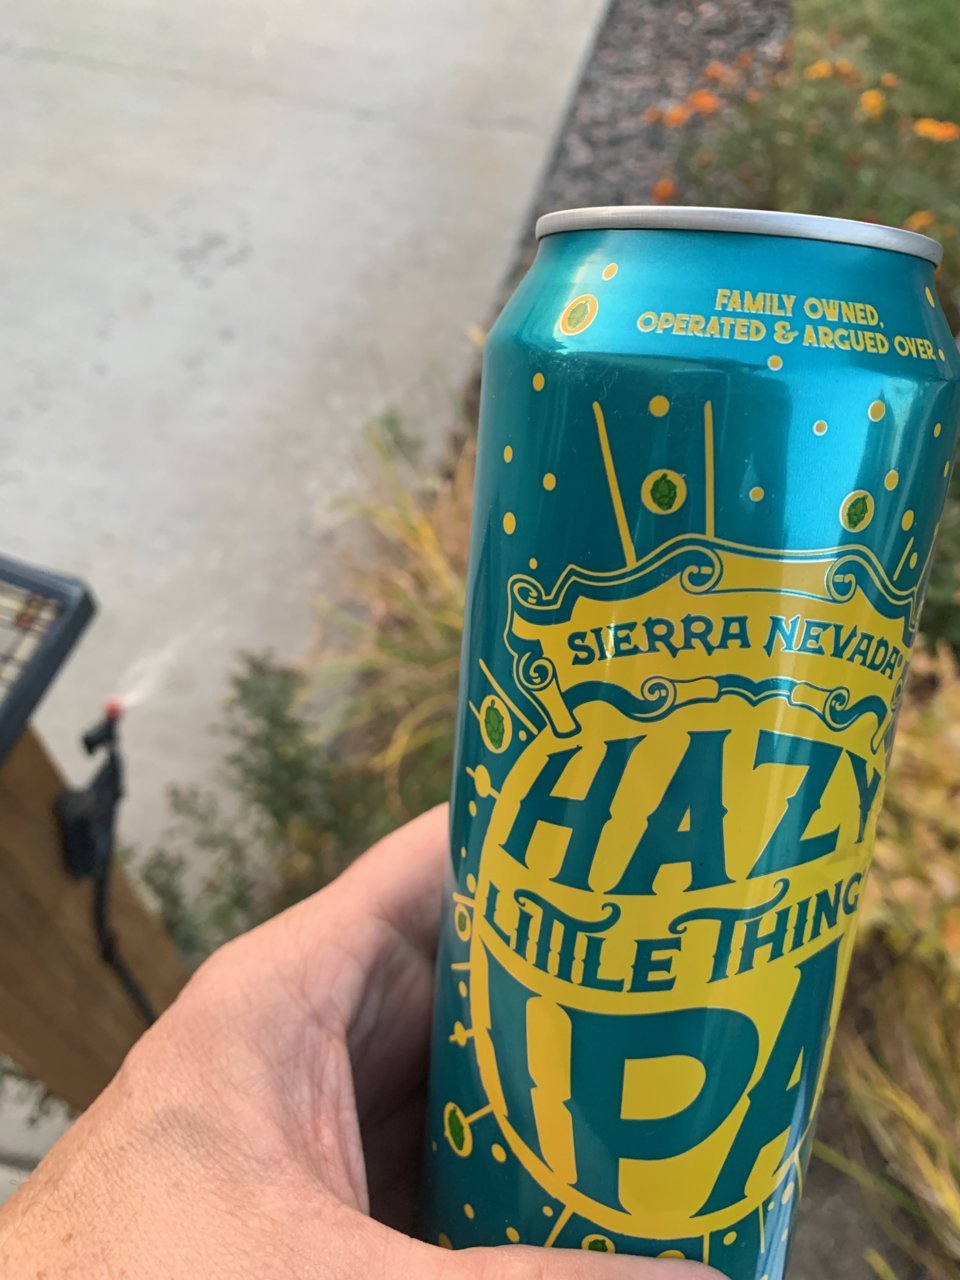 FAMILY OWNED,
OPERATED & ARGUED OVER
SIERRA NEVADA®
HAZY
LITTLE THING
IPA